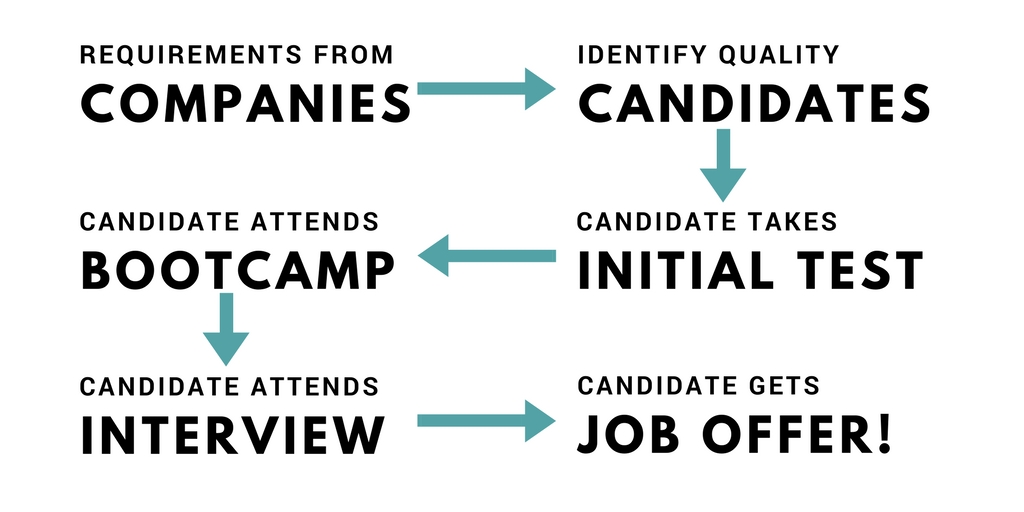 REQUIREMENTS FROM
COMPANIES
IDENTIFY QUALITY
CANDIDATES
CANDIDATE TAKES
INITIAL TEST
CANDIDATE ATTENDS
BOOTCAMP
CANDIDATE ATTENDS
INTERVIEW
CANDIDATE GETS
JOB OFFER!